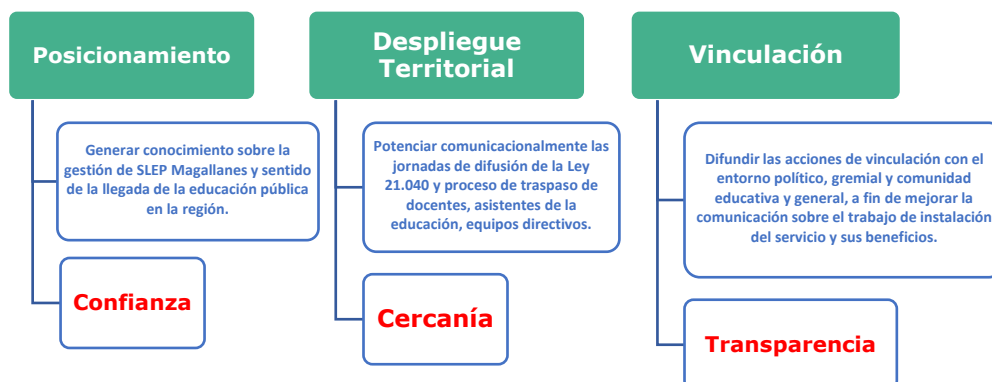 Posicionamiento
Generar conocimiento sobre la
gestión de SLEP Magallanes y sentido
de la llegada de la educación pública
en la región.
Confianza
Despliegue
Territorial
Potenciar comunicacionalmente las
jornadas de difusión de la Ley
21.040 y proceso de traspaso de
docentes, asistentes de la
educación, equipos directivos.
Cercanía
Vinculación
Difundir las acciones de vinculación con el
entorno político, gremial y comunidad
educativa y general, a fin de mejorar la
comunicación sobre el trabajo de instalación
del servicio y sus beneficios.
Transparencia